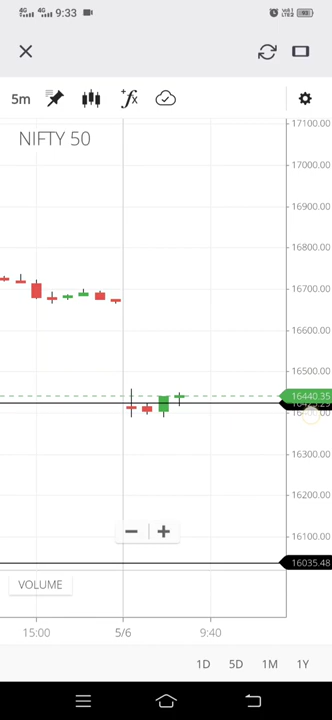 4G 4G 9:33
5m
+fx
NIFTY 50
17100.00
17000.00
16900.00
16800.00
16700.00
16600.00
16500.00
16440.35
16300.00
16200.00
16100.00
16035.48
VOLUME
15:00 5/6 9:40
1D 5D 1M 1Y